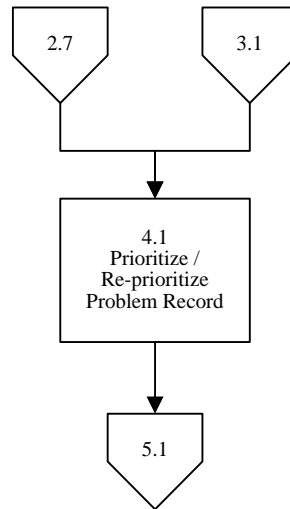 2.7
3.1
4.1
Prioritize /
Re-prioritize
Problem Record
5.1